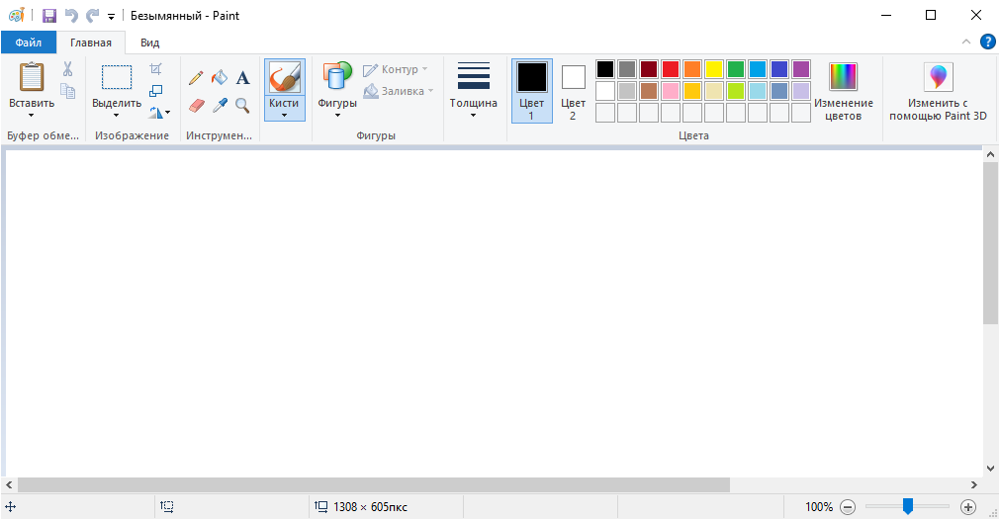 Безымянный - Paint
Файл Главная Вид
?
Вставить
Выделить
A
Кисти
Фигуры
Контур
Заливка
Толщина
Цвет 1
Цвет 2
Изменение цветов
Изменить с помощью Paint 3D
Буфер обме... Изображение Инструмен... Фигуры Цвета
1308 × 605пкс 100%